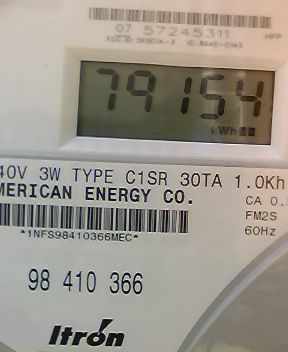 07 57245311
79154
kWh
40V 3W TYPE C1SR 30TA 1.0Kh
MERICAN ENERGY CO.
CA 0.
FM2S
*1NFS98410366MEC*
60Hz
98 410 366
Itrón